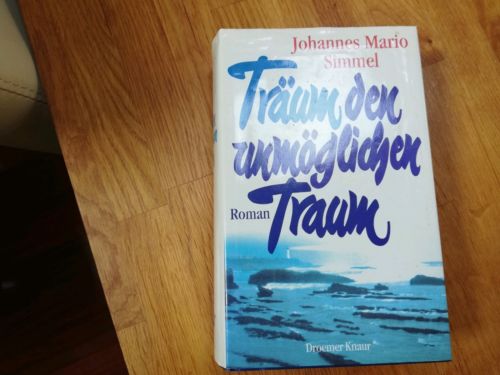 Johannes Mario
Simmel
Träum den
unmöglichen
Traum
Roman
Droemer Knaur